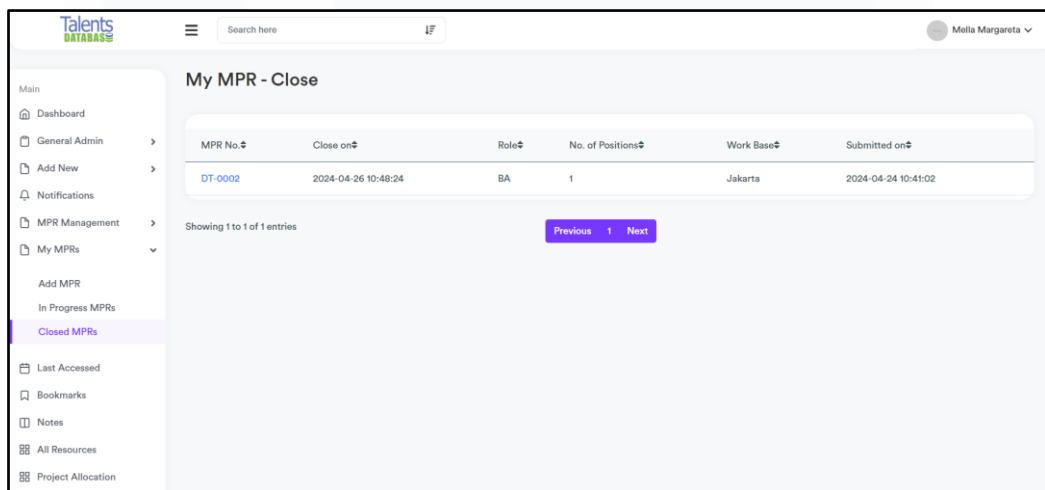 Talents
DATABASE
Search here
Mella Margareta
Main
Dashboard
General Admin
Add New
Notifications
MPR Management
My MPRs
Add MPR
In Progress MPRs
Closed MPRs
Last Accessed
Bookmarks
Notes
All Resources
Project Allocation
My MPR - Close
MPR No. Close on Role No. of Positions Work Base Submitted on
DT-0002 2024-04-26 10:48:24 BA 1 Jakarta 2024-04-24 10:41:02
Showing 1 to 1 of 1 entries
Previous 1 Next